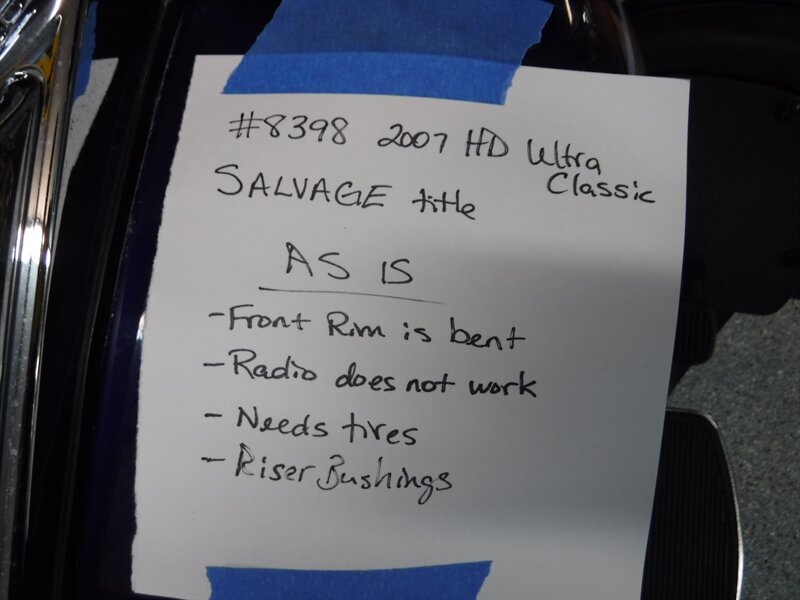 #8398 2007 HD Ultra Classic
SALVAGE title
AS IS
- Front Rim is bent
- Radio does not work
- Needs tires
- Riser Bushings